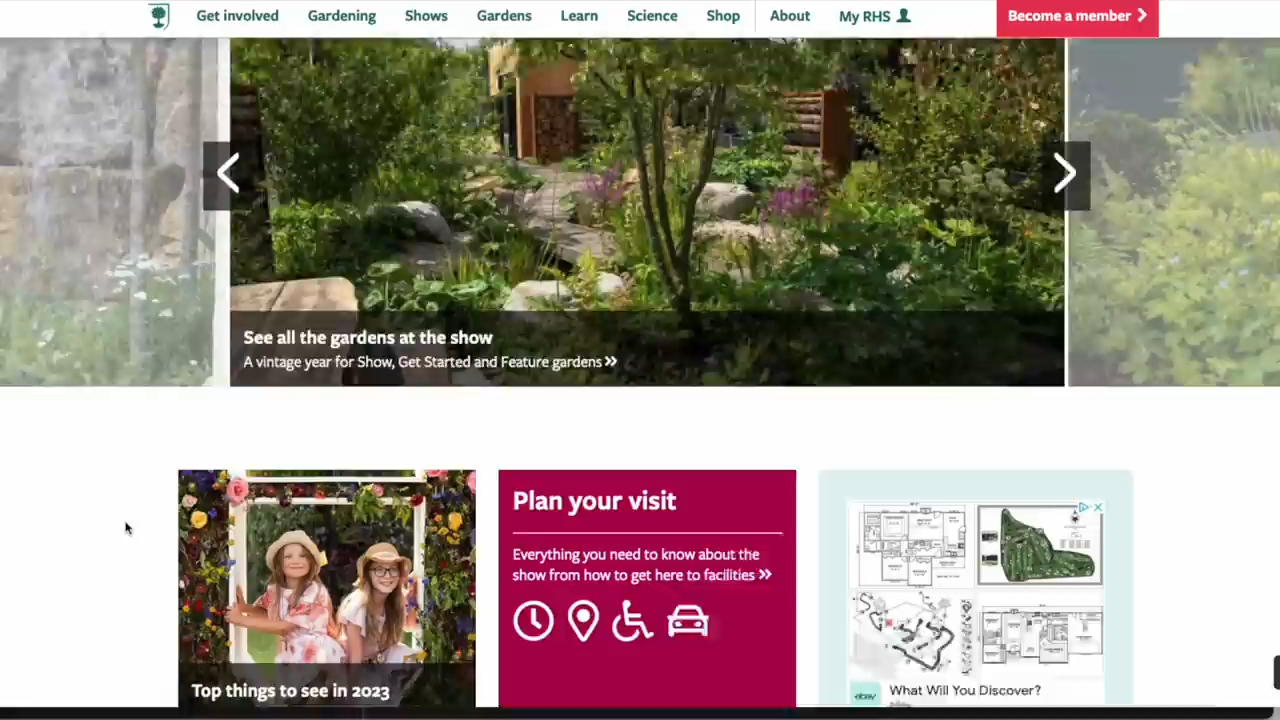 Get involved Gardening Shows Gardens Learn Science Shop About My RHS Become a member
See all the gardens at the show
A vintage year for Show, Get Started and Feature gardens
Top things to see in 2023
Plan your visit
Everything you need to know about the
show from how to get here to facilities
What Will You Discover?
ebay